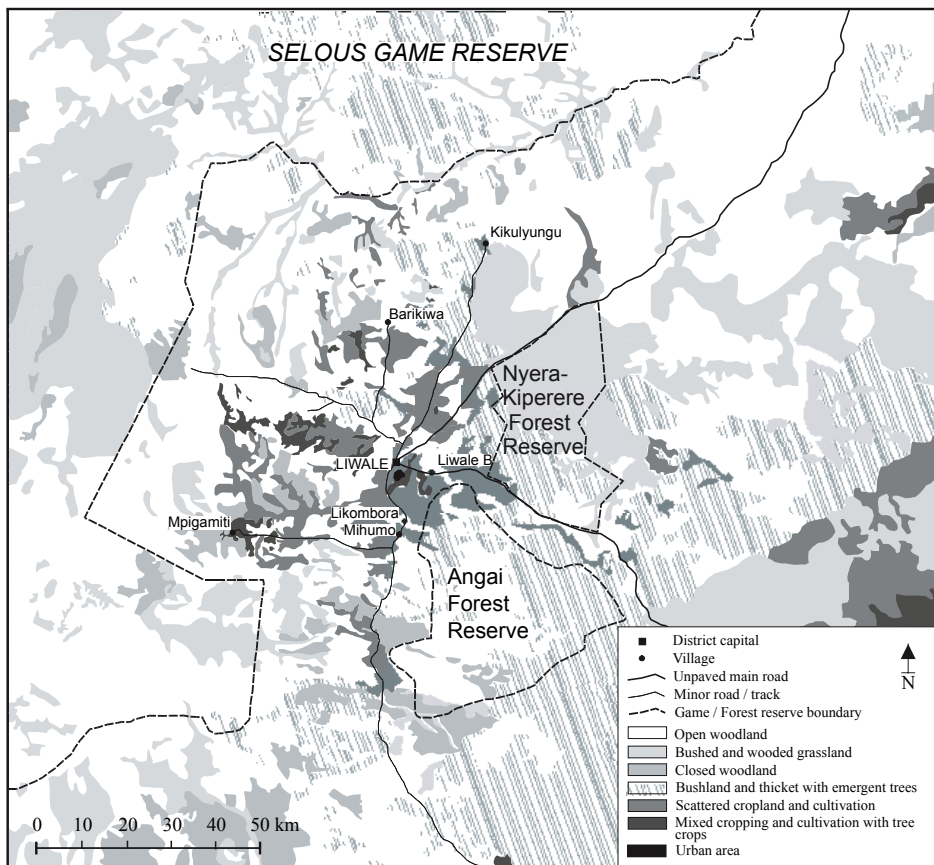 SELOUS GAME RESERVE
Kikulyungu
Barikiwa
Nyera-
Kiperere
Forest
Reserve
LIWALE
Liwale B
Likombora
Mpigamiti
Mihumo
Angai
Forest
Reserve
District capital
Village
Unpaved main road
Minor road / track
Game / Forest reserve boundary
Open woodland
Bushed and wooded grassland
Closed woodland
Bushland and thicket with emergent trees
Scattered cropland and cultivation
Mixed cropping and cultivation with tree
crops
Urban area
N
0 10 20 30 40 50 km